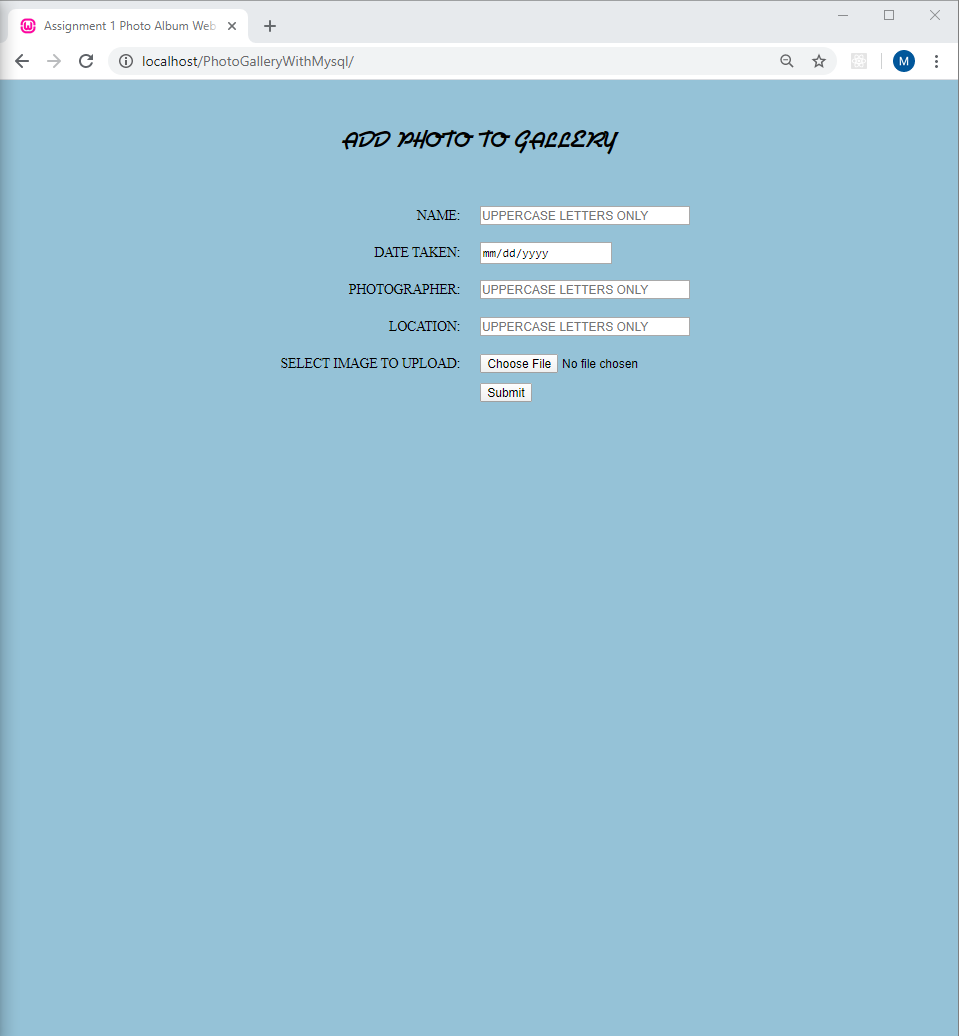 Assignment 1 Photo Album Web
localhost/PhotoGalleryWithMysql/
M
ADD PHOTO TO GALLERY
NAME: UPPERCASE LETTERS ONLY
DATE TAKEN: mm/dd/yyyy
PHOTOGRAPHER: UPPERCASE LETTERS ONLY
LOCATION: UPPERCASE LETTERS ONLY
SELECT IMAGE TO UPLOAD: Choose File No file chosen
Submit